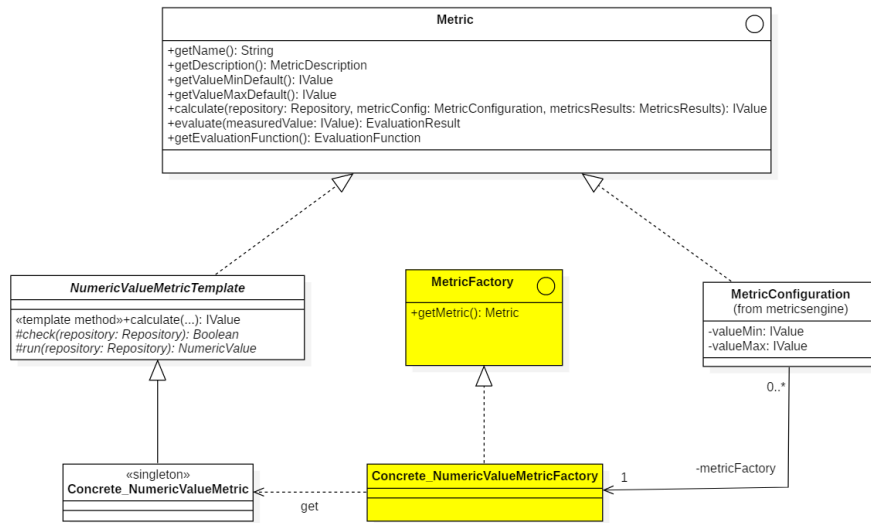 Metric
+getName(): String
+getDescription(): MetricDescription
+getValueMinDefault(): IValue
+getValueMaxDefault(): IValue
+calculate(repository: Repository, metricConfig: MetricConfiguration, metricsResults: MetricsResults): IValue
+evaluate(measuredValue: IValue): EvaluationResult
+getEvaluationFunction(): EvaluationFunction
NumericValueMetricTemplate
«template method»+calculate(...): IValue
#check(repository: Repository): Boolean
#run(repository: Repository): NumericValue
MetricFactory
+getMetric(): Metric
MetricConfiguration
(from metricsengine)
-valueMin: IValue
-valueMax: IValue
0..*
-metricFactory
1
«singleton»
Concrete_NumericValueMetric
get
Concrete_NumericValueMetricFactory